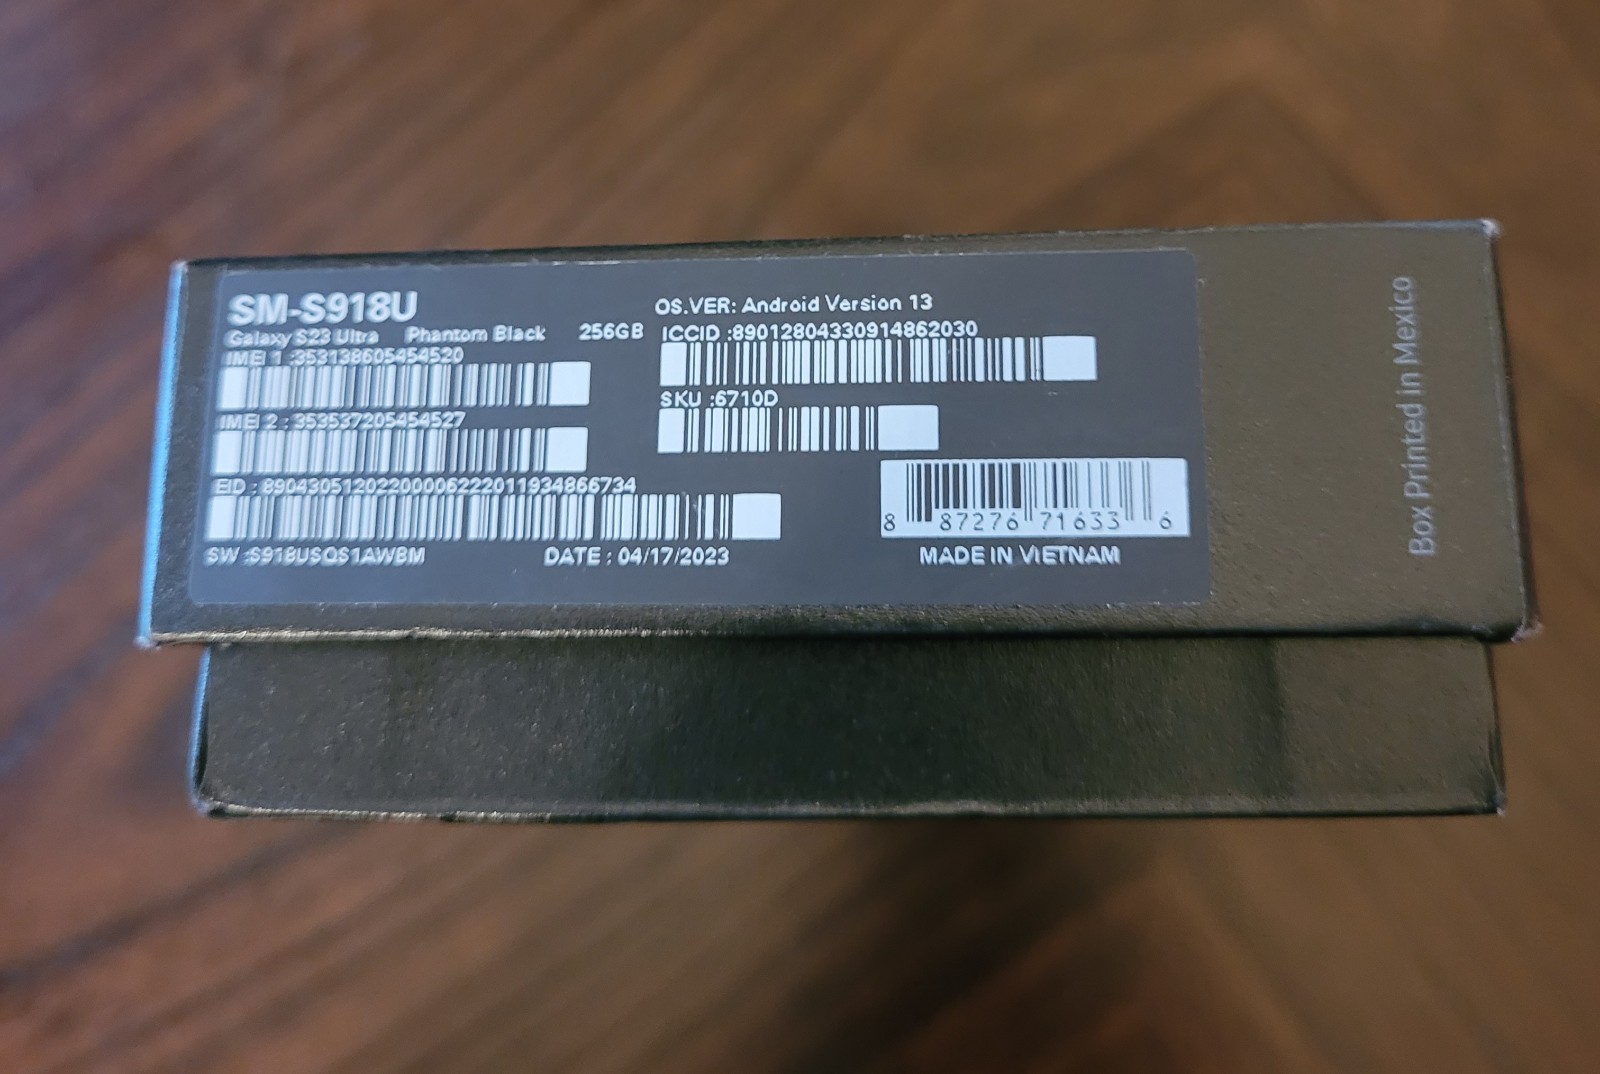 SM-S918U
Galaxy S23 Ultra Phantom Black 256GB
IMEI 1 :353138605454520
IMEI 2 : 353537205454527
EID : 89043051202200006222011934866734
SW :S918USQS1AWBM
DATE : 04/17/2023
OS.VER: Android Version 13
ICCID :89012804330914862030
SKU :6710D
8 87276 71633 6
MADE IN VIETNAM
Box Printed in Mexico